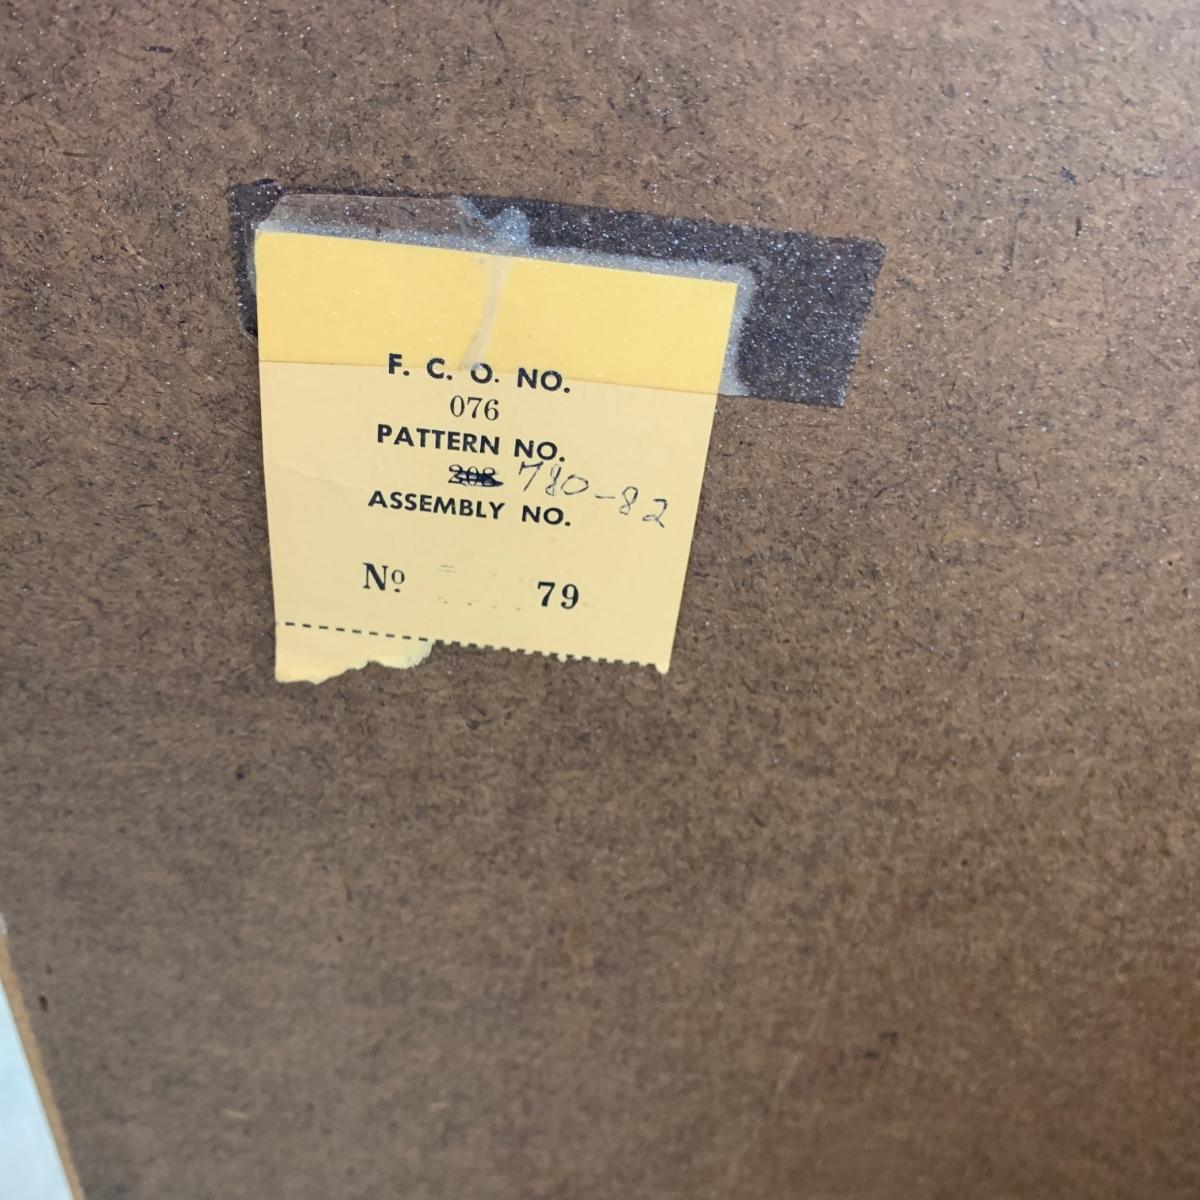 F. C. O. NO.
076
PATTERN NO.
208 780-82
ASSEMBLY NO.
Nº 79